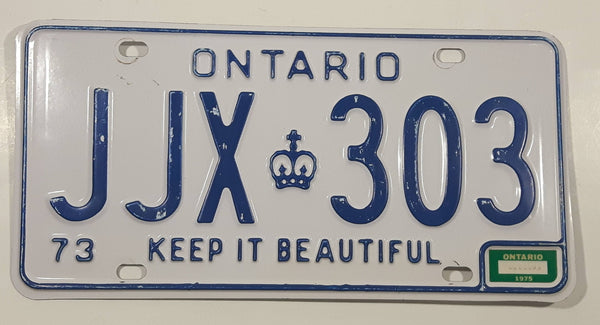 ONTARIO
JJX 303
73 KEEP IT BEAUTIFUL
ONTARIO
1975